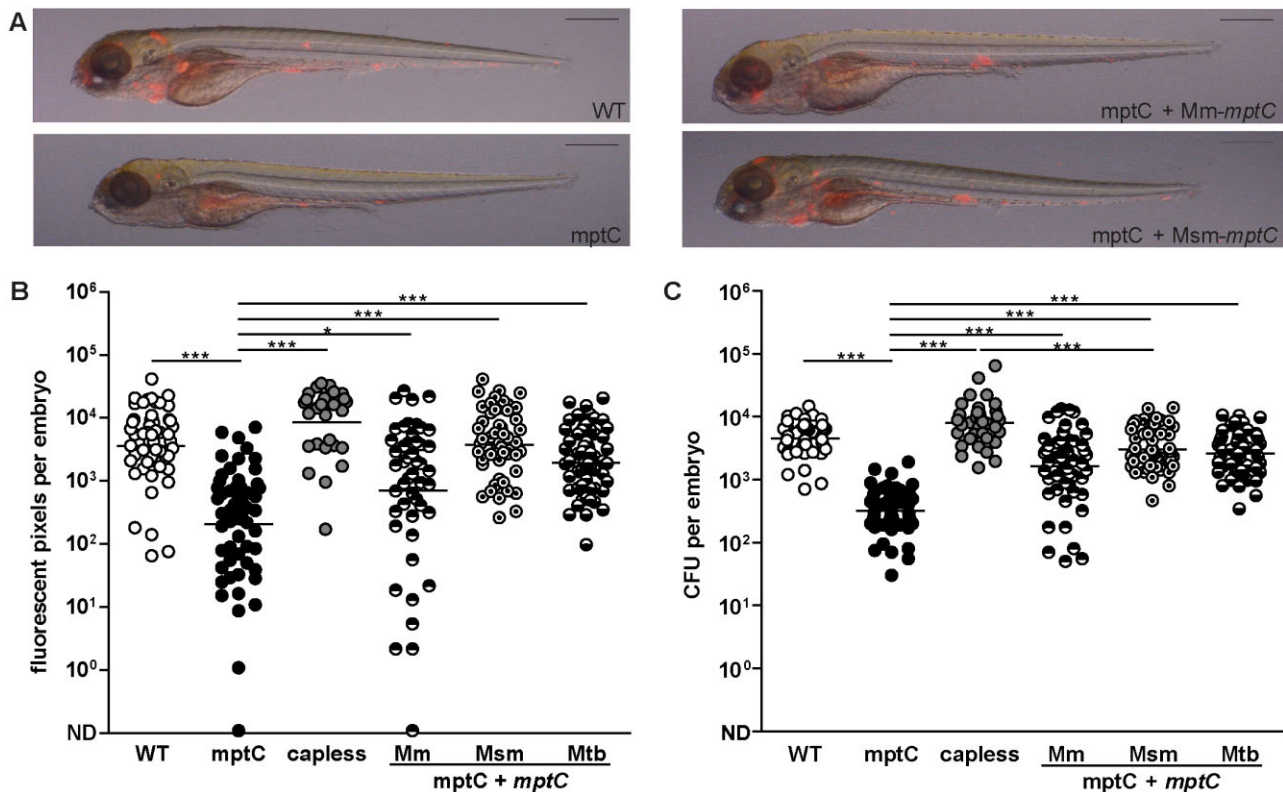 A
WT
mptC + Mm-mptC
mptC
mptC + Msm-mptC
B
fluorescent pixels per embryo
10⁶
10⁵
10⁴
10³
10²
10¹
10⁰
ND
***
***
*
***
***
WT mptC capless Mm Msm Mtb
mptC + mptC
C
CFU per embryo
10⁶
10⁵
10⁴
10³
10²
10¹
10⁰
ND
***
***
***
*** *** ***
WT mptC capless Mm Msm Mtb
mptC + mptC